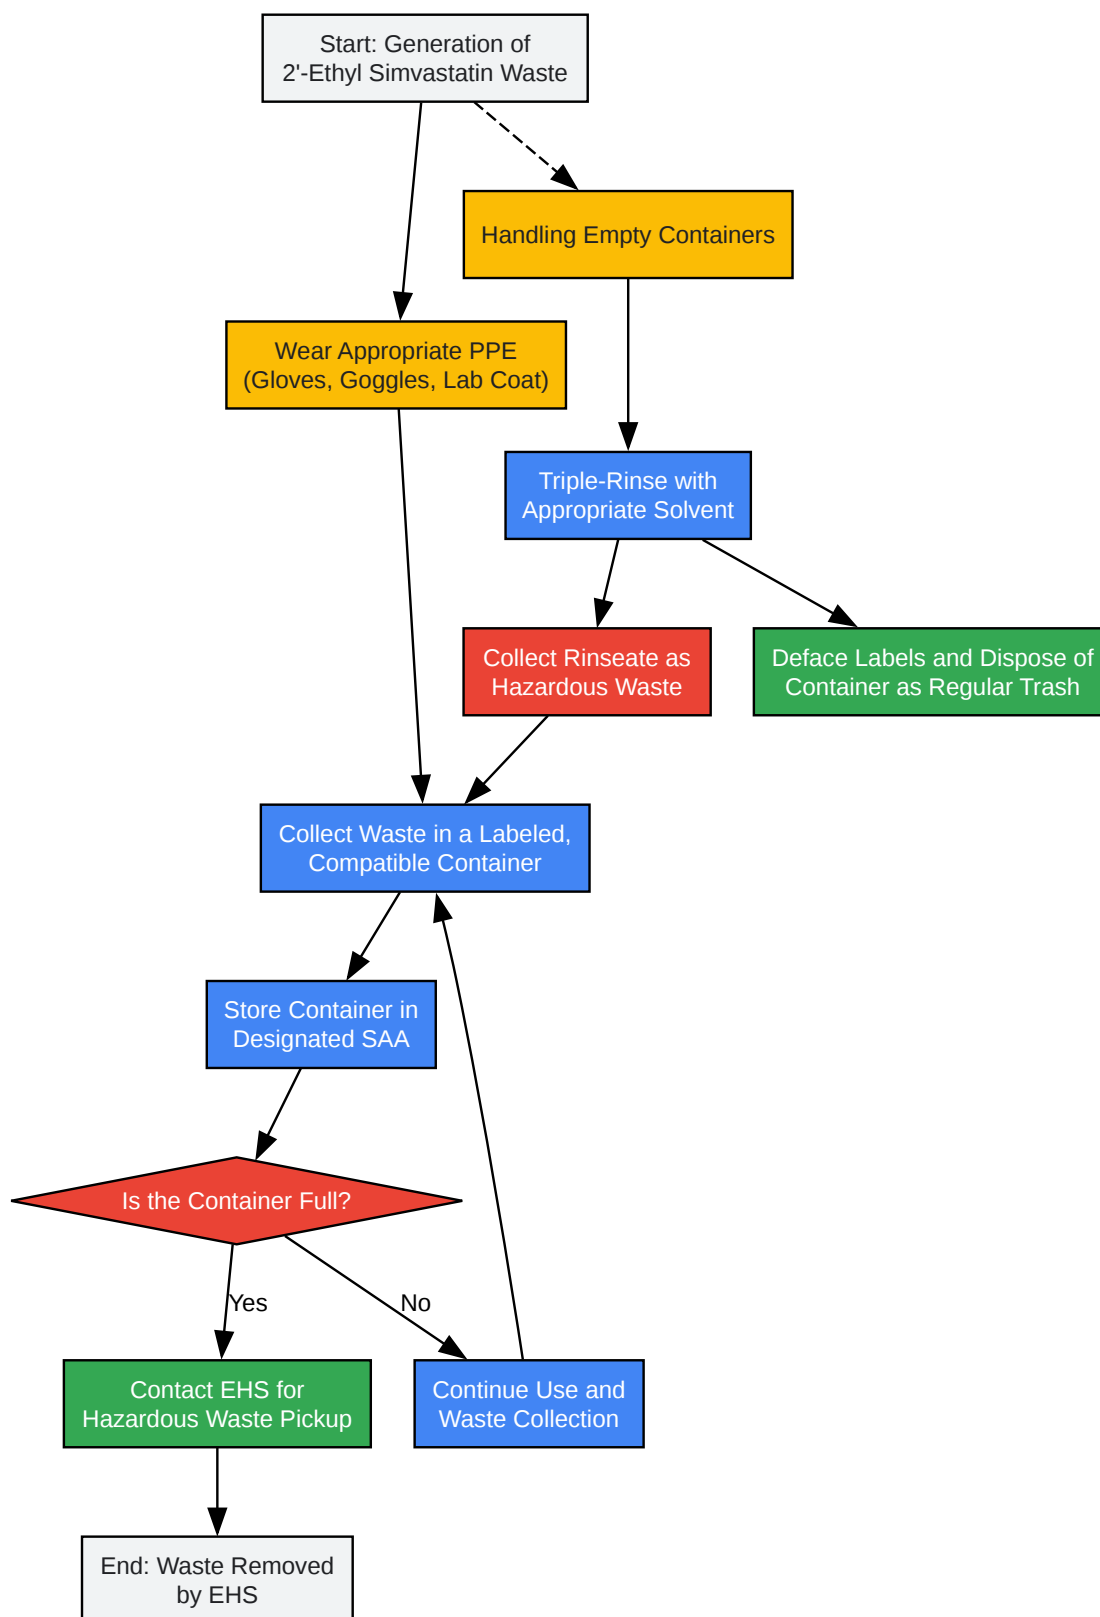 Start: Generation of
2'-Ethyl Simvastatin Waste
Handling Empty Containers
Wear Appropriate PPE
(Gloves, Goggles, Lab Coat)
Triple-Rinse with
Appropriate Solvent
Collect Rinseate as
Hazardous Waste
Deface Labels and Dispose of
Container as Regular Trash
Collect Waste in a Labeled,
Compatible Container
Store Container in
Designated SAA
Is the Container Full?
Yes
No
Contact EHS for
Hazardous Waste Pickup
Continue Use and
Waste Collection
End: Waste Removed
by EHS